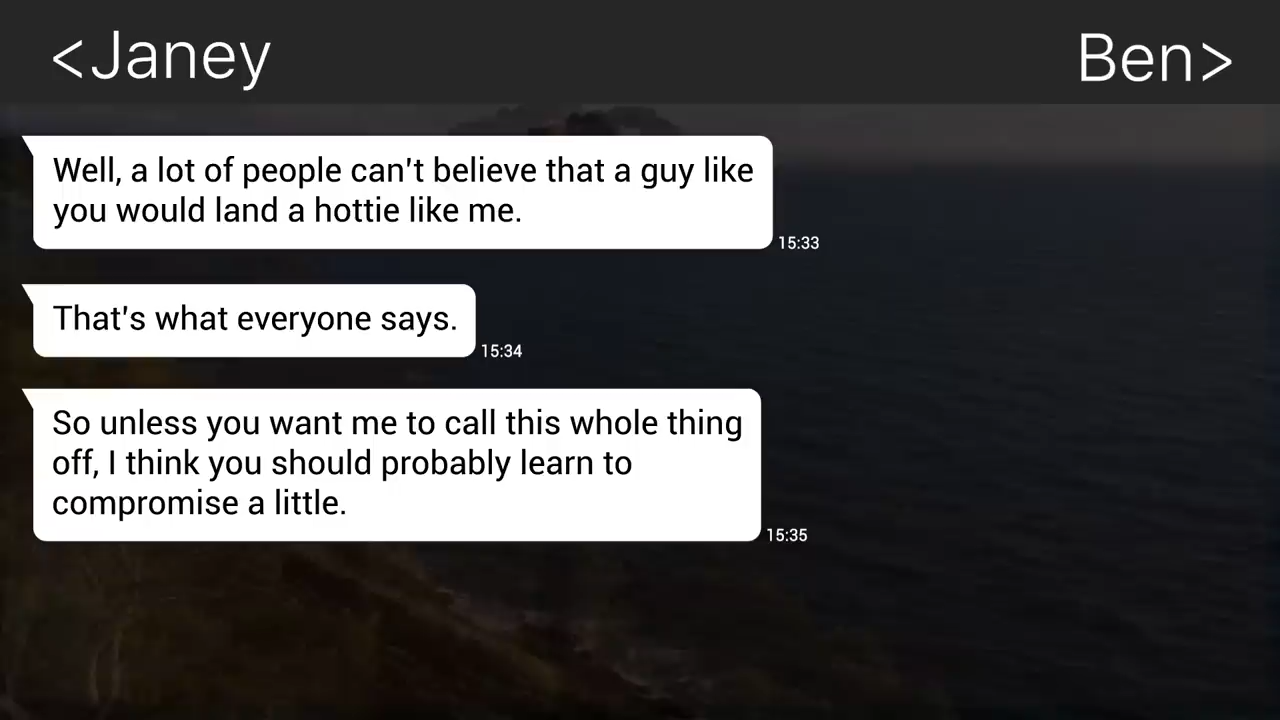 <Janey
Ben>
Well, a lot of people can't believe that a guy like
you would land a hottie like me.
15:33
That's what everyone says.
15:34
So unless you want me to call this whole thing
off, I think you should probably learn to
compromise a little.
15:35